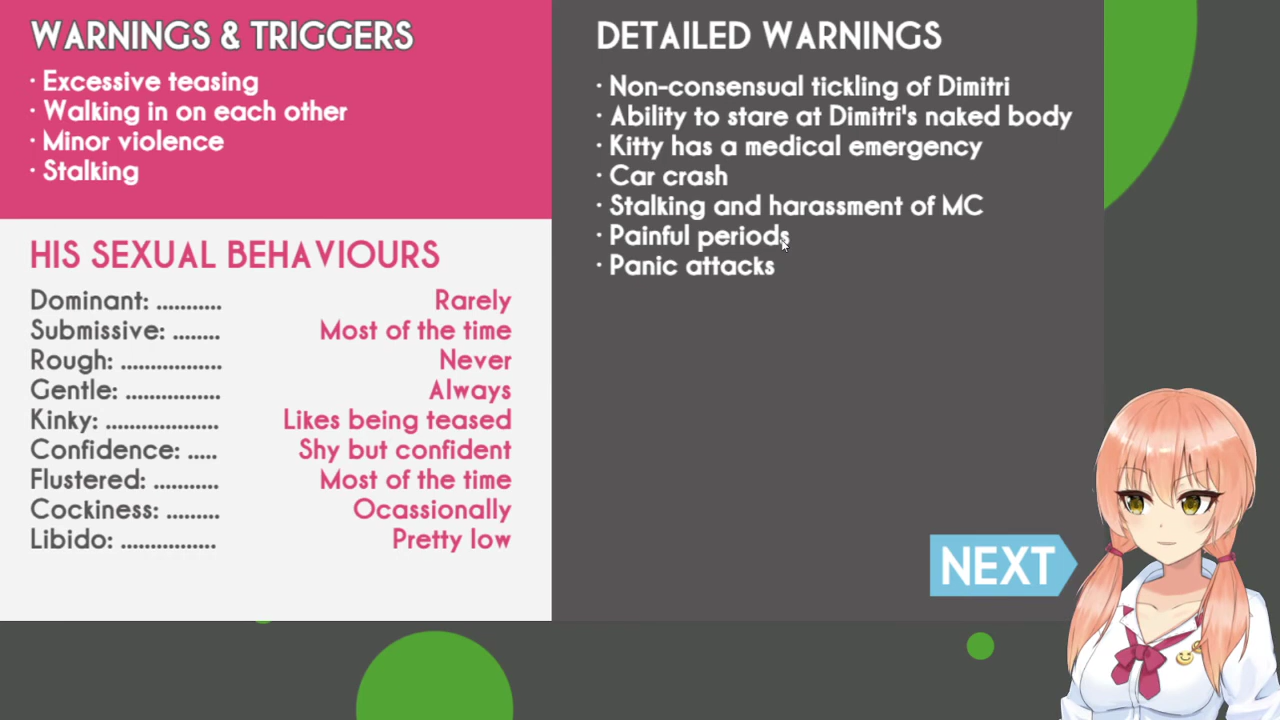 WARNINGS & TRIGGERS
· Excessive teasing
· Walking in on each other
· Minor violence
· Stalking
HIS SEXUAL BEHAVIOURS
Dominant: ........... Rarely
Submissive: ........ Most of the time
Rough: ................. Never
Gentle: ................ Always
Kinky: ................... Likes being teased
Confidence: ..... Shy but confident
Flustered: ........... Most of the time
Cockiness: ......... Ocassionally
Libido: ................ Pretty low
DETAILED WARNINGS
· Non-consensual tickling of Dimitri
· Ability to stare at Dimitri's naked body
· Kitty has a medical emergency
· Car crash
· Stalking and harassment of MC
· Painful periods
· Panic attacks
NEXT